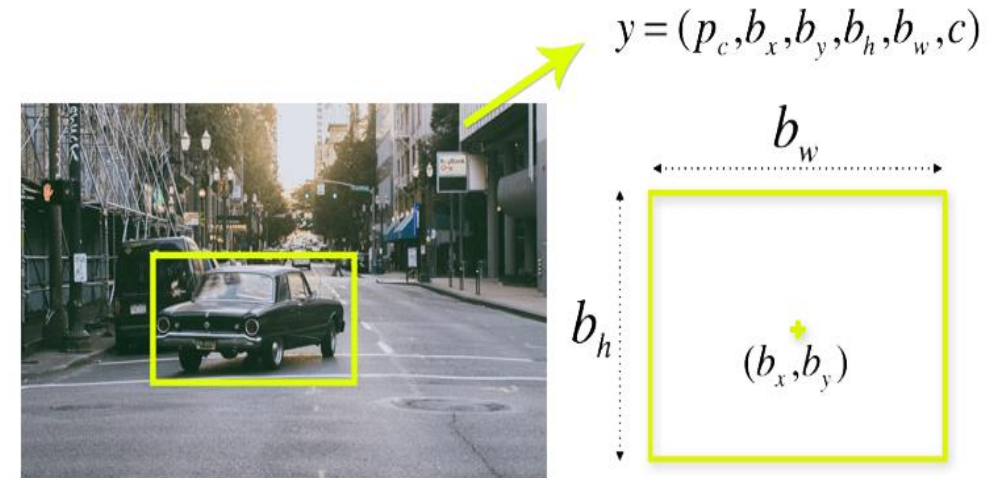 y = (p_c, b_x, b_y, b_h, b_w, c)
b_w
b_h
(b_x, b_y)